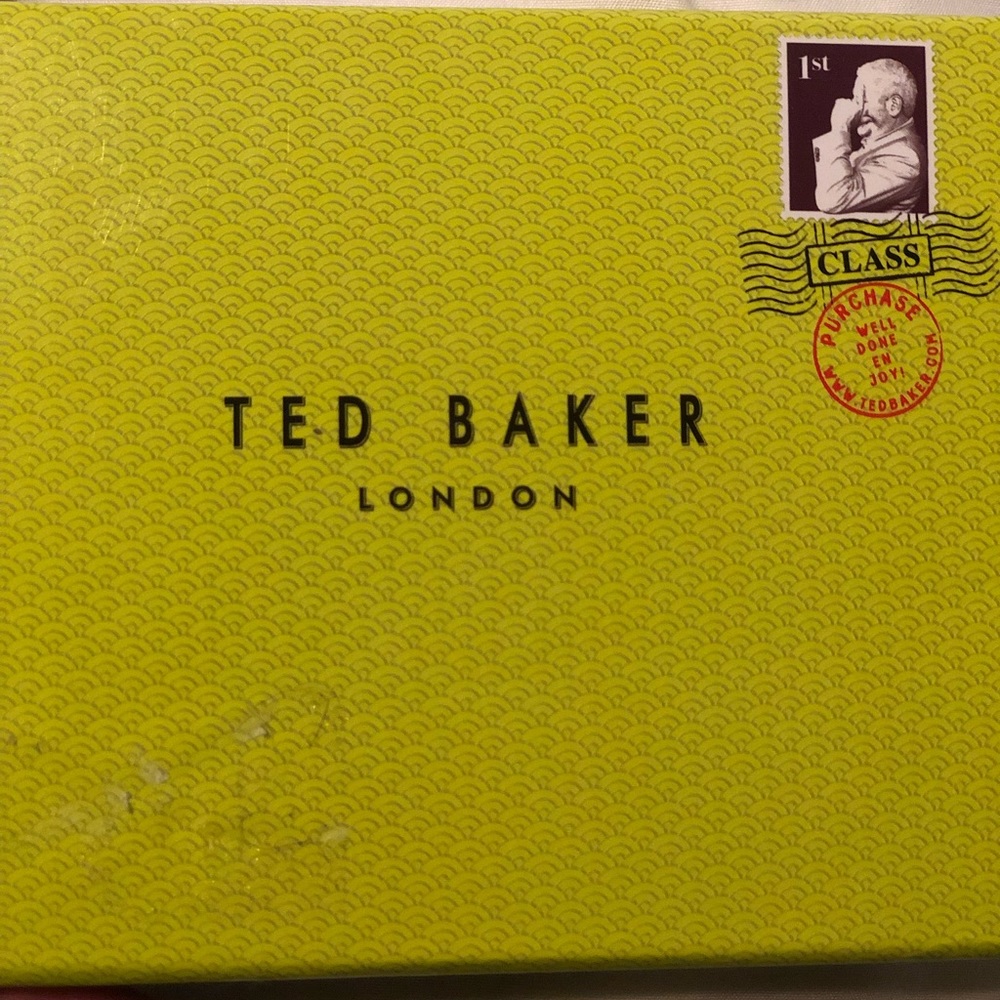 1st
CLASS
PURCHASE
WELL
DONE
EN
JOY!
WWW.TEDBAKER.COM
TED BAKER
LONDON